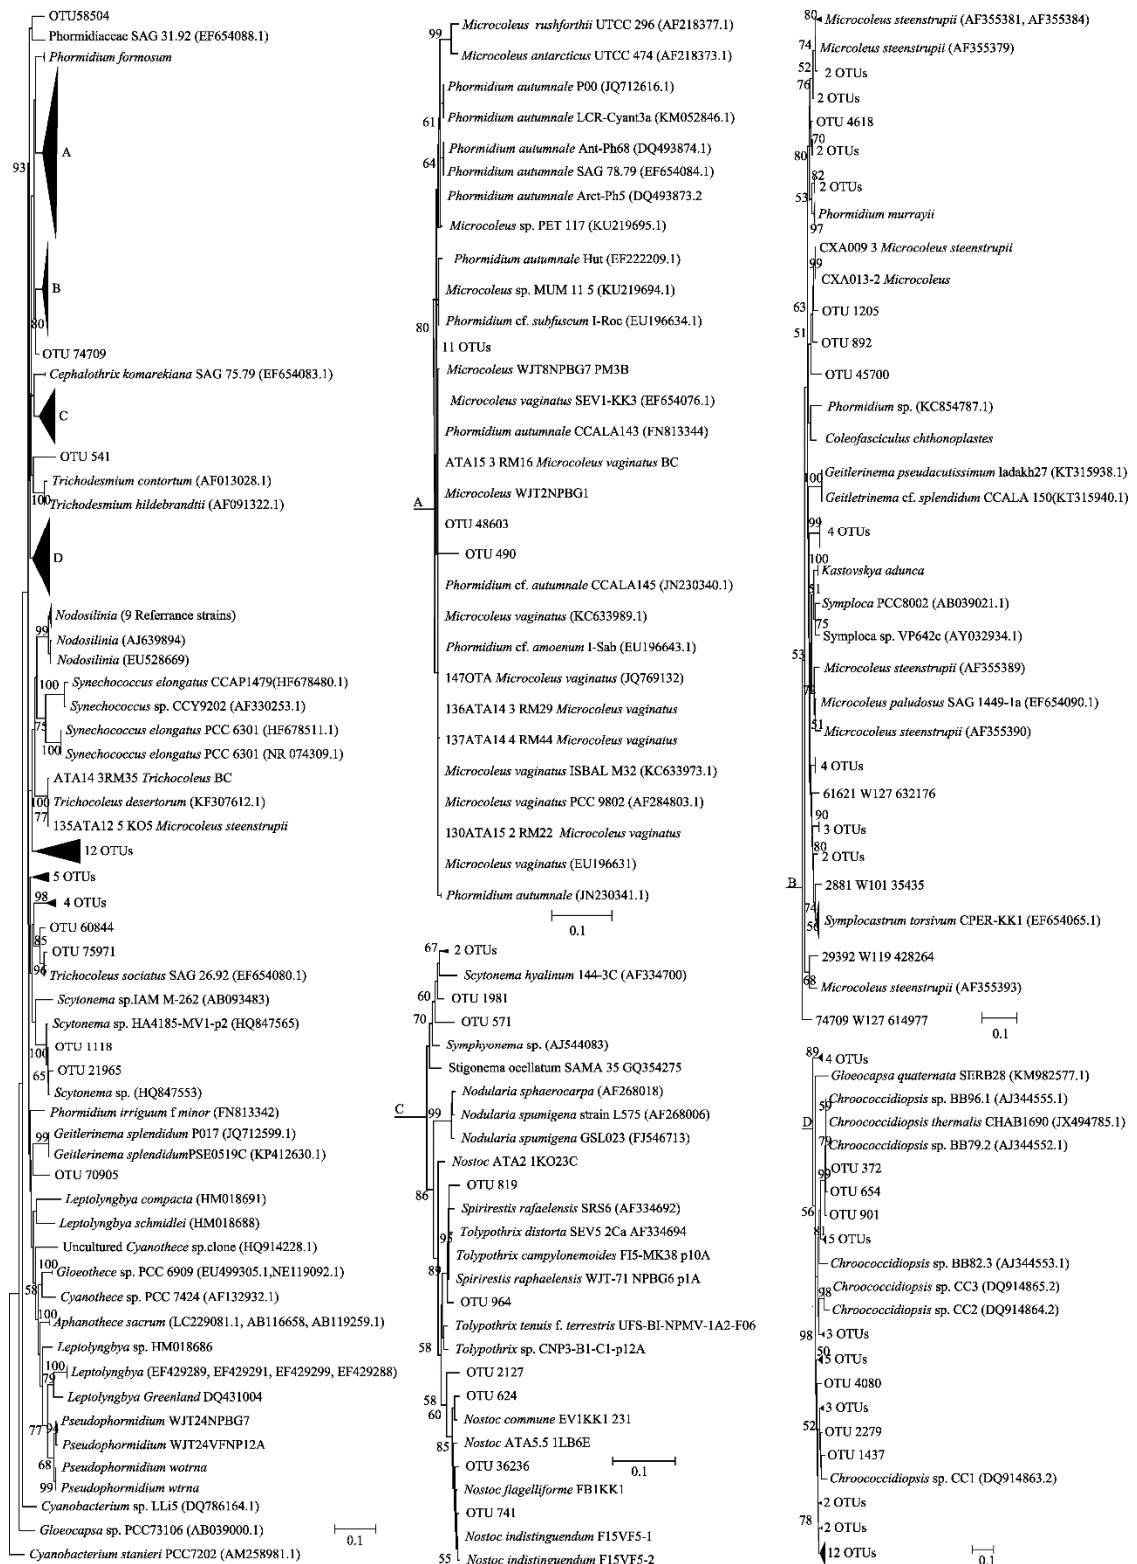 OTU58504
Phormidiaceae SAG 31.92 (EF654088.1)
Phormidium formosum
A
93
B
80
OTU 74709
Cephalothrix komarekiana SAG 75.79 (EF654083.1)
C
OTU 541
Trichodesmium contortum (AF013028.1)
100
Trichodesmium hildebrandtii (AF091322.1)
D
Nodosilinia (9 Referrance strains)
99
Nodosilinia (AJ639894)
Nodosilinia (EU528669)
100
Synechococcus elongatus CCAP1479(HF678480.1)
Synechococcus sp. CCY9202 (AF330253.1)
75
Synechococcus elongatus PCC 6301 (HF678511.1)
100
Synechococcus elongatus PCC 6301 (NR 074309.1)
ATA14 3RM35 Trichocoleus BC
100
Trichocoleus desertorum (KF307612.1)
77
135ATA12 5 KO5 Microcoleus steenstrupii
12 OTUs
5 OTUs
98
4 OTUs
OTU 60844
85
OTU 75971
96
Trichocoleus sociatus SAG 26.92 (EF654080.1)
Scytonema sp.IAM M-262 (AB093483)
Scytonema sp. HA4185-MV1-p2 (HQ847565)
100
OTU 1118
65
OTU 21965
Scytonema sp. (HQ847553)
Phormidium irriguum f minor (FN813342)
99
Geitlerinema splendidum P017 (JQ712599.1)
Geitlerinema splendidumPSE0519C (KP412630.1)
OTU 70905
Leptolyngbya compacta (HM018691)
Leptolyngbya schmidlei (HM018688)
Uncultured Cyanothece sp.clone (HQ914228.1)
100
Gloeothece sp. PCC 6909 (EU499305.1,NE119092.1)
58
Cyanothece sp. PCC 7424 (AF132932.1)
100
Aphanothece sacrum (LC229081.1, AB116658, AB119259.1)
Leptolyngbya sp. HM018686
100
Leptolyngbya (EF429289, EF429291, EF429299, EF429288)
79
Leptolyngbya Greenland DQ431004
77
94
Pseudophormidium WJT24NPBG7
Pseudophormidium WJT24VFNP12A
68
Pseudophormidium wotrna
99
Pseudophormidium wtrna
Cyanobacterium sp. LLi5 (DQ786164.1)
Gloeocapsa sp. PCC73106 (AB039000.1)
0.1
Cyanobacterium stanieri PCC7202 (AM258981.1)
99
Microcoleus rushforthii UTCC 296 (AF218377.1)
Microcoleus antarcticus UTCC 474 (AF218373.1)
Phormidium autumnale P00 (JQ712616.1)
61
Phormidium autumnale LCR-Cyant3a (KM052846.1)
Phormidium autumnale Ant-Ph68 (DQ493874.1)
64
Phormidium autumnale SAG 78.79 (EF654084.1)
Phormidium autumnale Arct-Ph5 (DQ493873.2
Microcoleus sp. PET 117 (KU219695.1)
Phormidium autumnale Hut (EF222209.1)
Microcoleus sp. MUM 11 5 (KU219694.1)
80
Phormidium cf. subfuscum I-Roc (EU196634.1)
11 OTUs
Microcoleus WJT8NPBG7 PM3B
Microcoleus vaginatus SEV1-KK3 (EF654076.1)
Phormidium autumnale CCALA143 (FN813344)
ATA15 3 RM16 Microcoleus vaginatus BC
A
Microcoleus WJT2NPBG1
OTU 48603
OTU 490
Phormidium cf. autumnale CCALA145 (JN230340.1)
Microcoleus vaginatus (KC633989.1)
Phormidium cf. amoenum I-Sab (EU196643.1)
147OTA Microcoleus vaginatus (JQ769132)
136ATA14 3 RM29 Microcoleus vaginatus
137ATA14 4 RM44 Microcoleus vaginatus
Microcoleus vaginatus ISBAL M32 (KC633973.1)
Microcoleus vaginatus PCC 9802 (AF284803.1)
130ATA15 2 RM22 Microcoleus vaginatus
Microcoleus vaginatus (EU196631)
Phormidium autumnale (JN230341.1)
0.1
67
2 OTUs
Scytonema hyalinum 144-3C (AF334700)
60
OTU 1981
70
OTU 571
Symphyonema sp. (AJ544083)
Stigonema ocellatum SAMA 35 GQ354275
Nodularia sphaerocarpa (AF268018)
C
99
Nodularia spumigena strain L575 (AF268006)
Nodularia spumigena GSL023 (FJ546713)
Nostoc ATA2 1KO23C
86
OTU 819
Spirirestis rafaelensis SRS6 (AF334692)
95
Tolypothrix distorta SEV5 2Ca AF334694
Tolypothrix campylonemoides FI5-MK38 p10A
89
Spirirestis raphaelensis WJT-71 NPBG6 p1A
OTU 964
Tolypothrix tenuis f. terrestris UFS-BI-NPMV-1A2-F06
58
Tolypothrix sp. CNP3-B1-C1-p12A
OTU 2127
58
OTU 624
60
Nostoc commune EV1KK1 231
85
Nostoc ATA5.5 1LB6E
OTU 36236
0.1
Nostoc flagelliforme FB1KK1
OTU 741
Nostoc indistinguendum F15VF5-1
55
Nostoc indistinguendum F15VF5-2
80
Microcoleus steenstrupii (AF355381, AF355384)
74
Micrcoleus steenstrupii (AF355379)
52
2 OTUs
76
2 OTUs
OTU 4618
70
80
2 OTUs
82
2 OTUs
53
Phormidium murrayii
97
CXA009 3 Microcoleus steenstrupii
99
CXA013-2 Microcoleus
63
OTU 1205
51
OTU 892
OTU 45700
Phormidium sp. (KC854787.1)
Coleofasciculus chthonoplastes
100
Geitlerinema pseudacutissimum ladakh27 (KT315938.1)
Geitletrinema cf. splendidum CCALA 150(KT315940.1)
99
4 OTUs
100
Kastovskya adunca
51
Symploca PCC8002 (AB039021.1)
75
Symploca sp. VP642c (AY032934.1)
53
Microcoleus steenstrupii (AF355389)
72
Microcoleus paludosus SAG 1449-1a (EF654090.1)
51
Mircoleus steenstrupii (AF355390)
4 OTUs
61621 W127 632176
90
3 OTUs
80
2 OTUs
B
2881 W101 35435
74
Symplocastrum torsivum CPER-KK1 (EF654065.1)
56
29392 W119 428264
68
Microcoleus steenstrupii (AF355393)
74709 W127 614977
0.1
89
4 OTUs
Gloeocapsa quaternata SERB28 (KM982577.1)
59
Chroococcidiopsis sp. BB96.1 (AJ344555.1)
D
Chroococcidiopsis thermalis CHAB1690 (JX494785.1)
79
Chroococcidiopsis sp. BB79.2 (AJ344552.1)
99
OTU 372
OTU 654
56
OTU 901
81
5 OTUs
Chroococcidiopsis sp. BB82.3 (AJ344553.1)
98
Chroococcidiopsis sp. CC3 (DQ914865.2)
Chroococcidiopsis sp. CC2 (DQ914864.2)
98
3 OTUs
50
5 OTUs
OTU 4080
52
3 OTUs
OTU 2279
OTU 1437
Chroococcidiopsis sp. CC1 (DQ914863.2)
2 OTUs
78
2 OTUs
12 OTUs
0.1